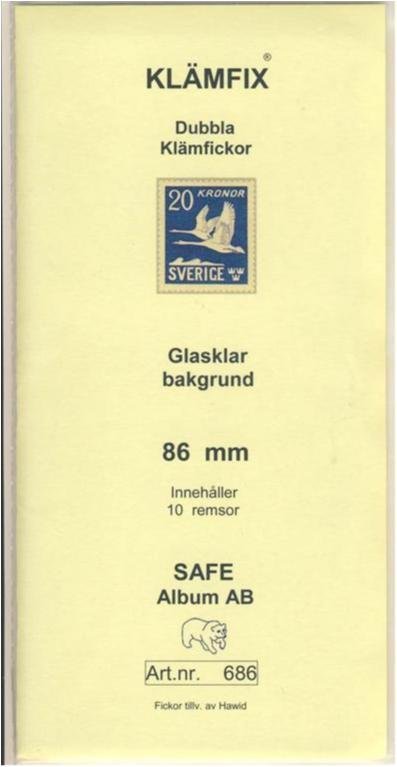 KLÄMFIX®
Dubbla
Klämfickor
20 KRONOR
SVERIGE
Glasklar
bakgrund
86 mm
Innehåller
10 remsor
SAFE
Album AB
Art.nr. 686
Fickor tillv. av Hawid